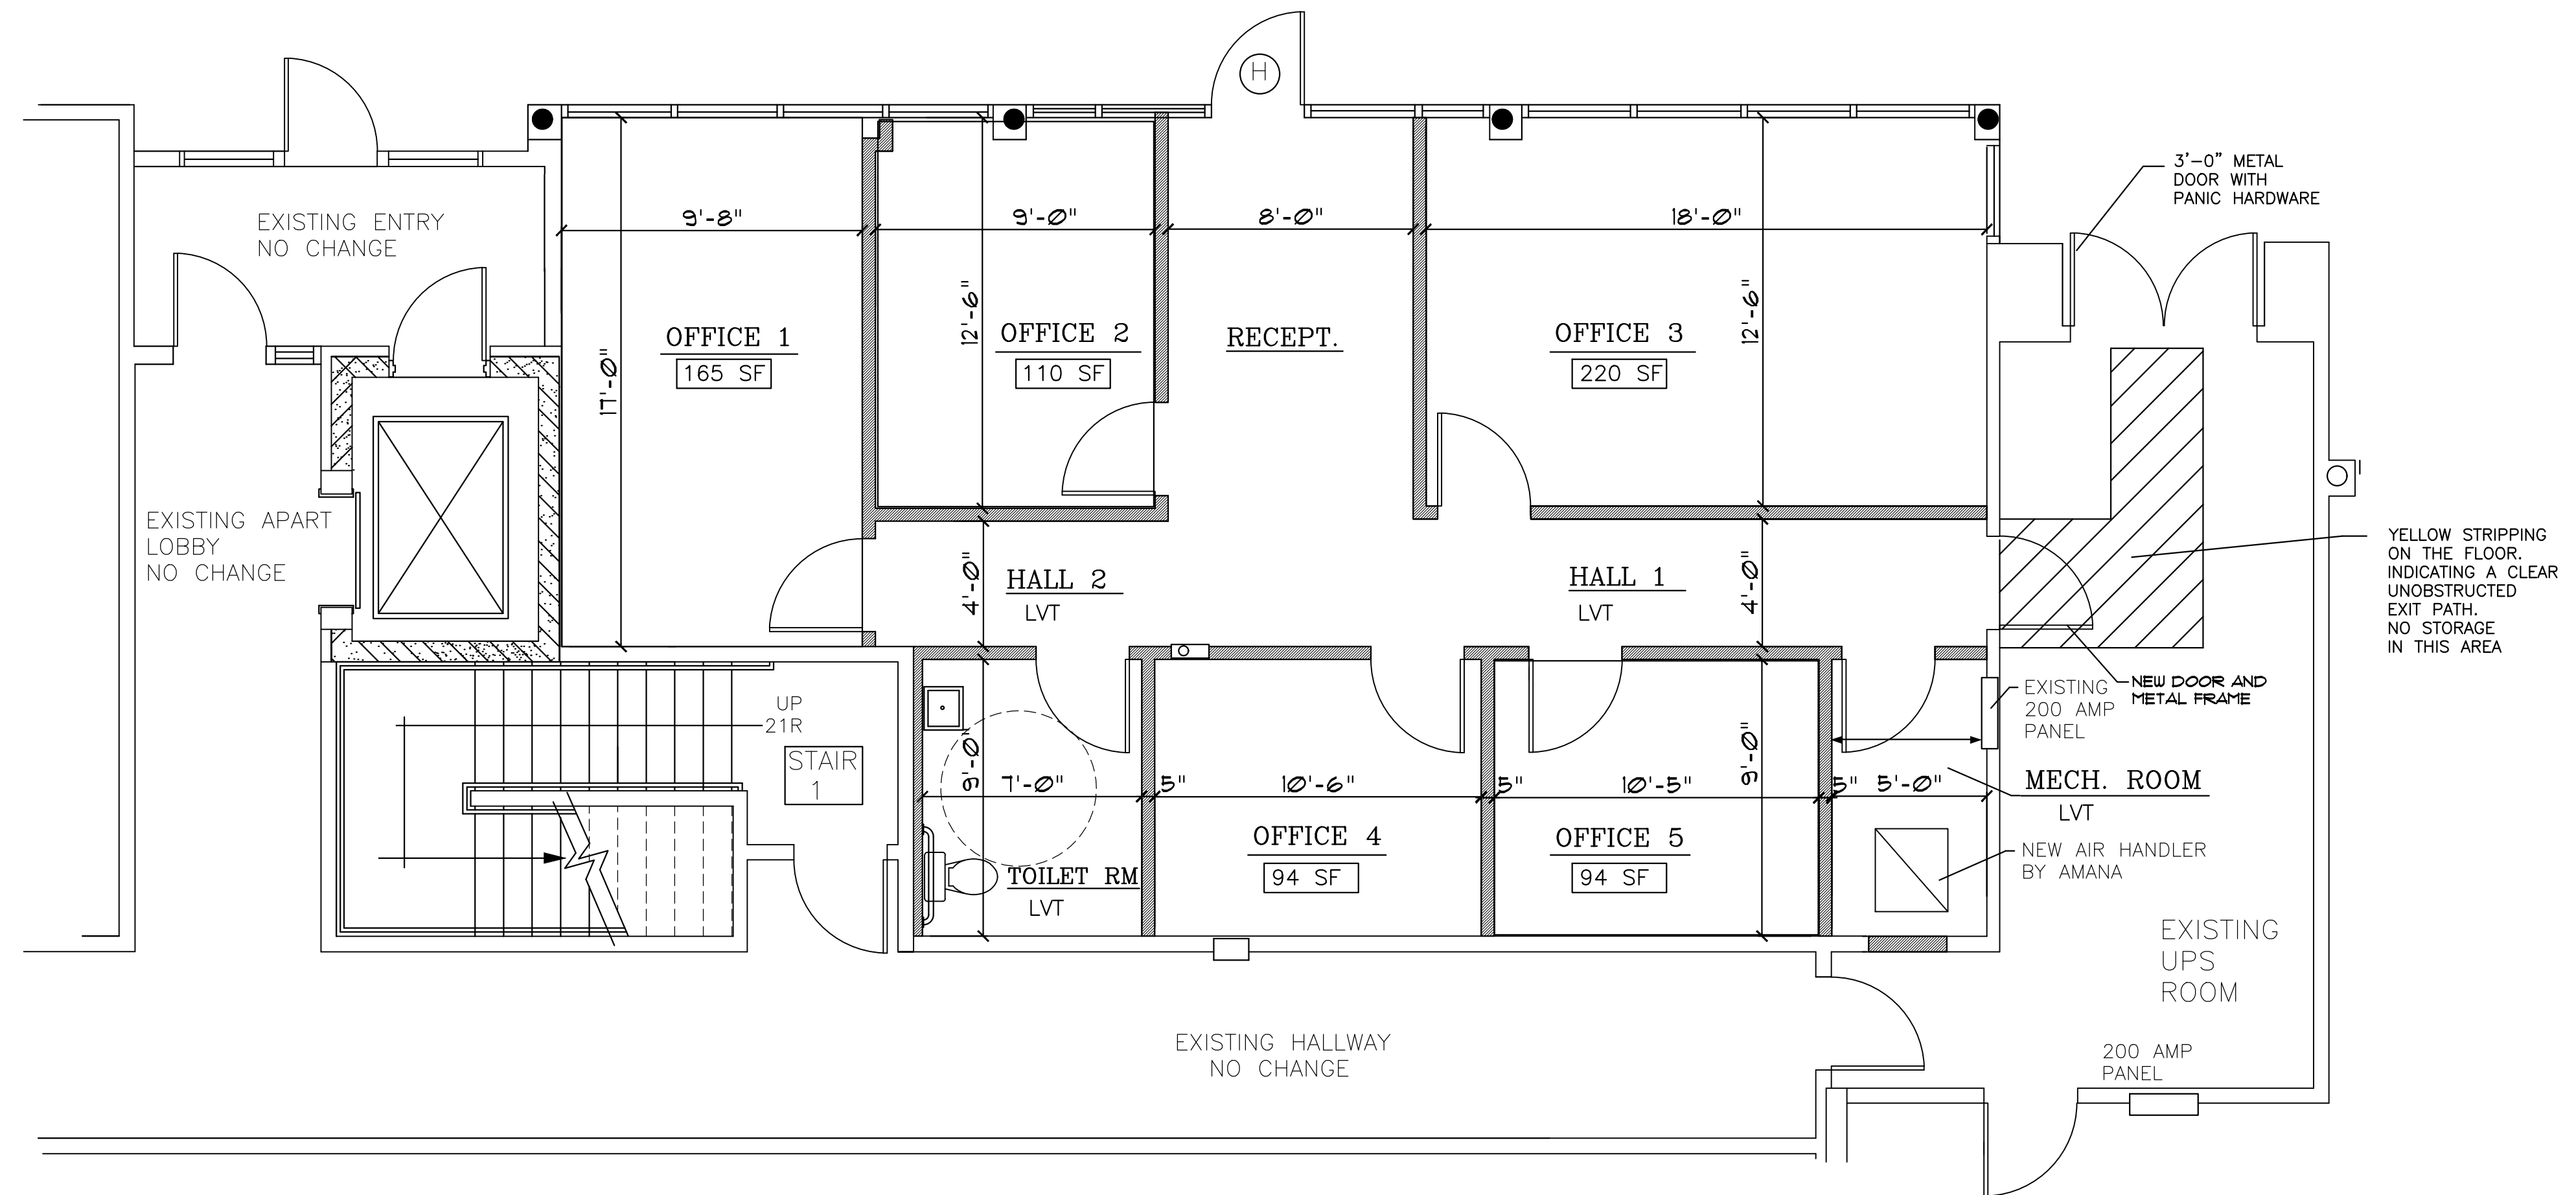 H
3'-0" METAL
DOOR WITH
PANIC HARDWARE
EXISTING ENTRY
NO CHANGE
9'-8"
9'-0"
8'-0"
18'-0"
12'-6"
12'-6"
17'-0"
OFFICE 1
165 SF
OFFICE 2
110 SF
RECEPT.
OFFICE 3
220 SF
EXISTING APART
LOBBY
NO CHANGE
YELLOW STRIPPING
ON THE FLOOR.
INDICATING A CLEAR
UNOBSTRUCTED
EXIT PATH.
NO STORAGE
IN THIS AREA
4'-0"
HALL 2
LVT
HALL 1
LVT
4'-0"
NEW DOOR AND
METAL FRAME
EXISTING
200 AMP
PANEL
UP
21R
STAIR
1
9'-0"
7'-0"
5"
10'-6"
5"
10'-5"
9'-0"
5"
5'-0"
MECH. ROOM
LVT
OFFICE 4
94 SF
OFFICE 5
94 SF
TOILET RM
LVT
NEW AIR HANDLER
BY AMANA
EXISTING
UPS
ROOM
EXISTING HALLWAY
NO CHANGE
200 AMP
PANEL